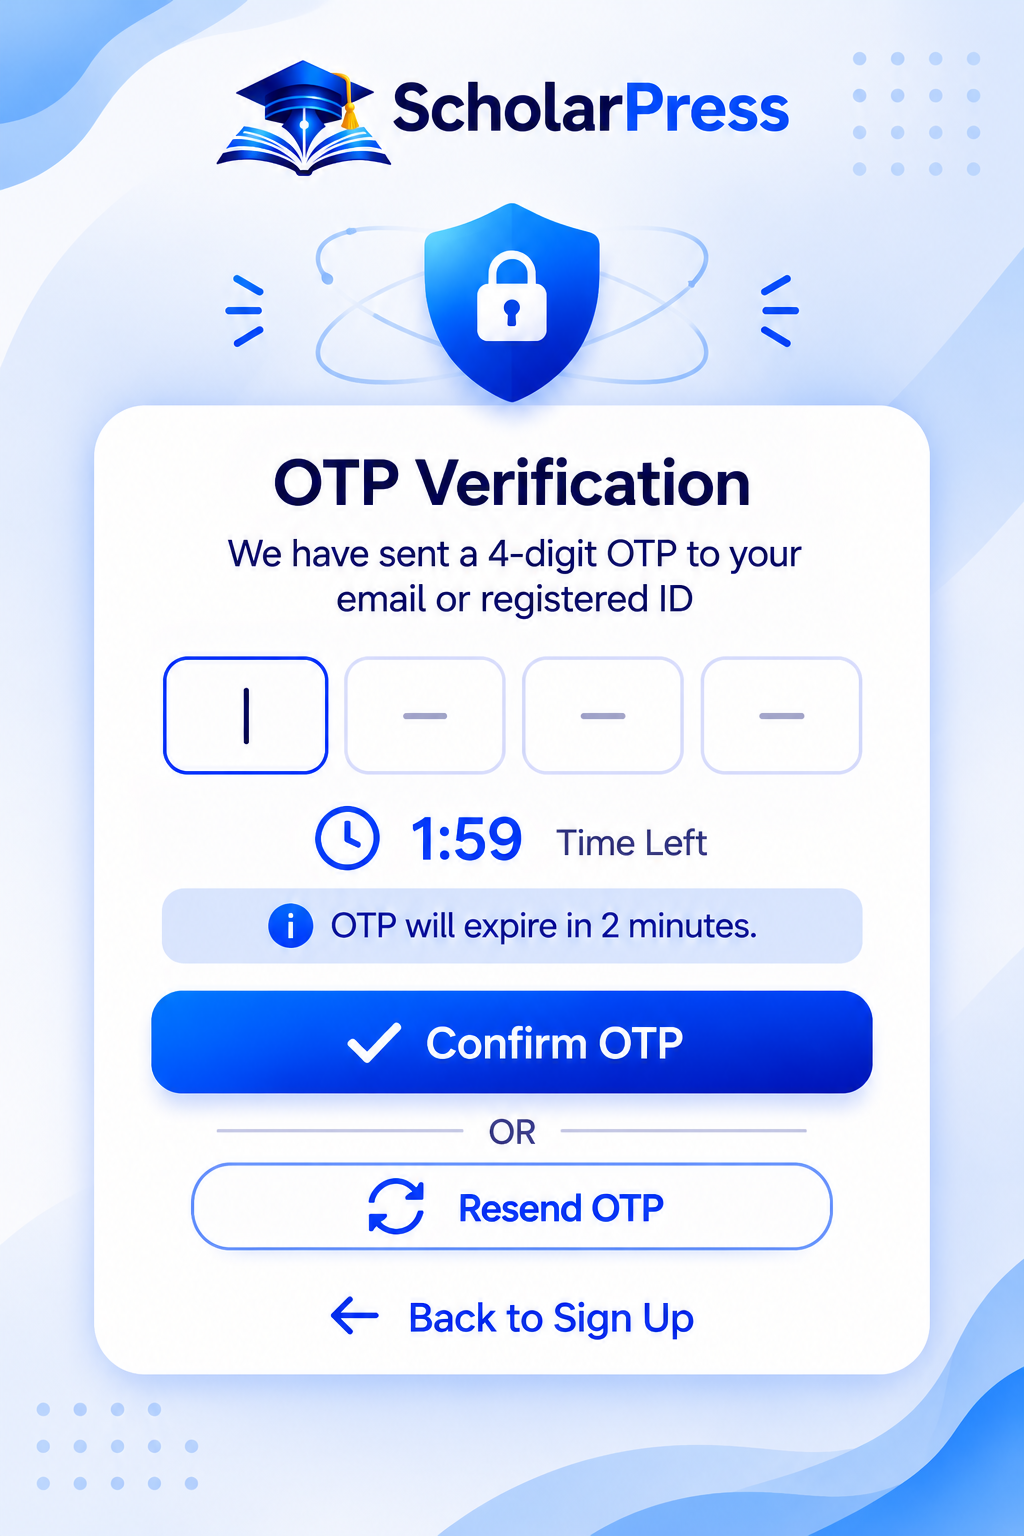 ScholarPress
OTP Verification
We have sent a 4-digit OTP to your
email or registered ID
1:59 Time Left
i OTP will expire in 2 minutes.
Confirm OTP
OR
Resend OTP
Back to Sign Up